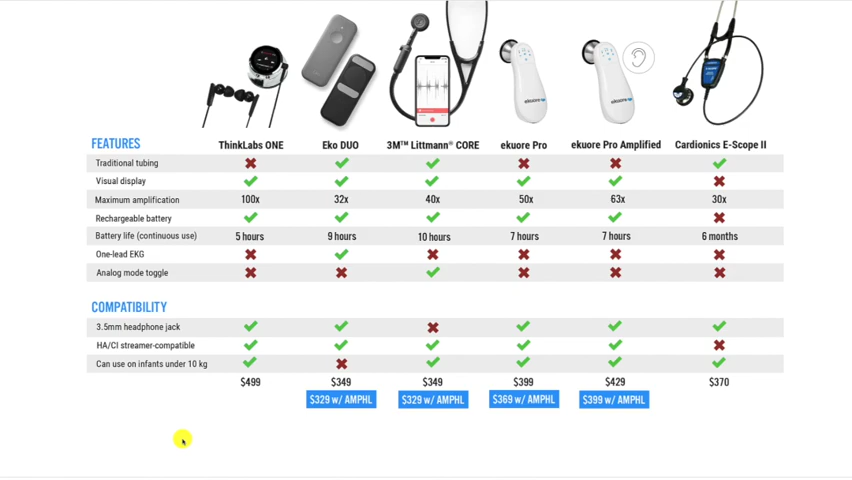 ekuore
ekuore
FEATURES ThinkLabs ONE Eko DUO 3M™ Littmann® CORE ekuore Pro ekuore Pro Amplified Cardionics E-Scope II
Traditional tubing
Visual display
Maximum amplification 100x 32x 40x 50x 63x 30x
Rechargeable battery
Battery life (continuous use) 5 hours 9 hours 10 hours 7 hours 7 hours 6 months
One-lead EKG
Analog mode toggle
COMPATIBILITY
3.5mm headphone jack
HA/CI streamer-compatible
Can use on infants under 10 kg
$499 $349 $349 $399 $429 $370
$329 w/ AMPHL $329 w/ AMPHL $369 w/ AMPHL $399 w/ AMPHL